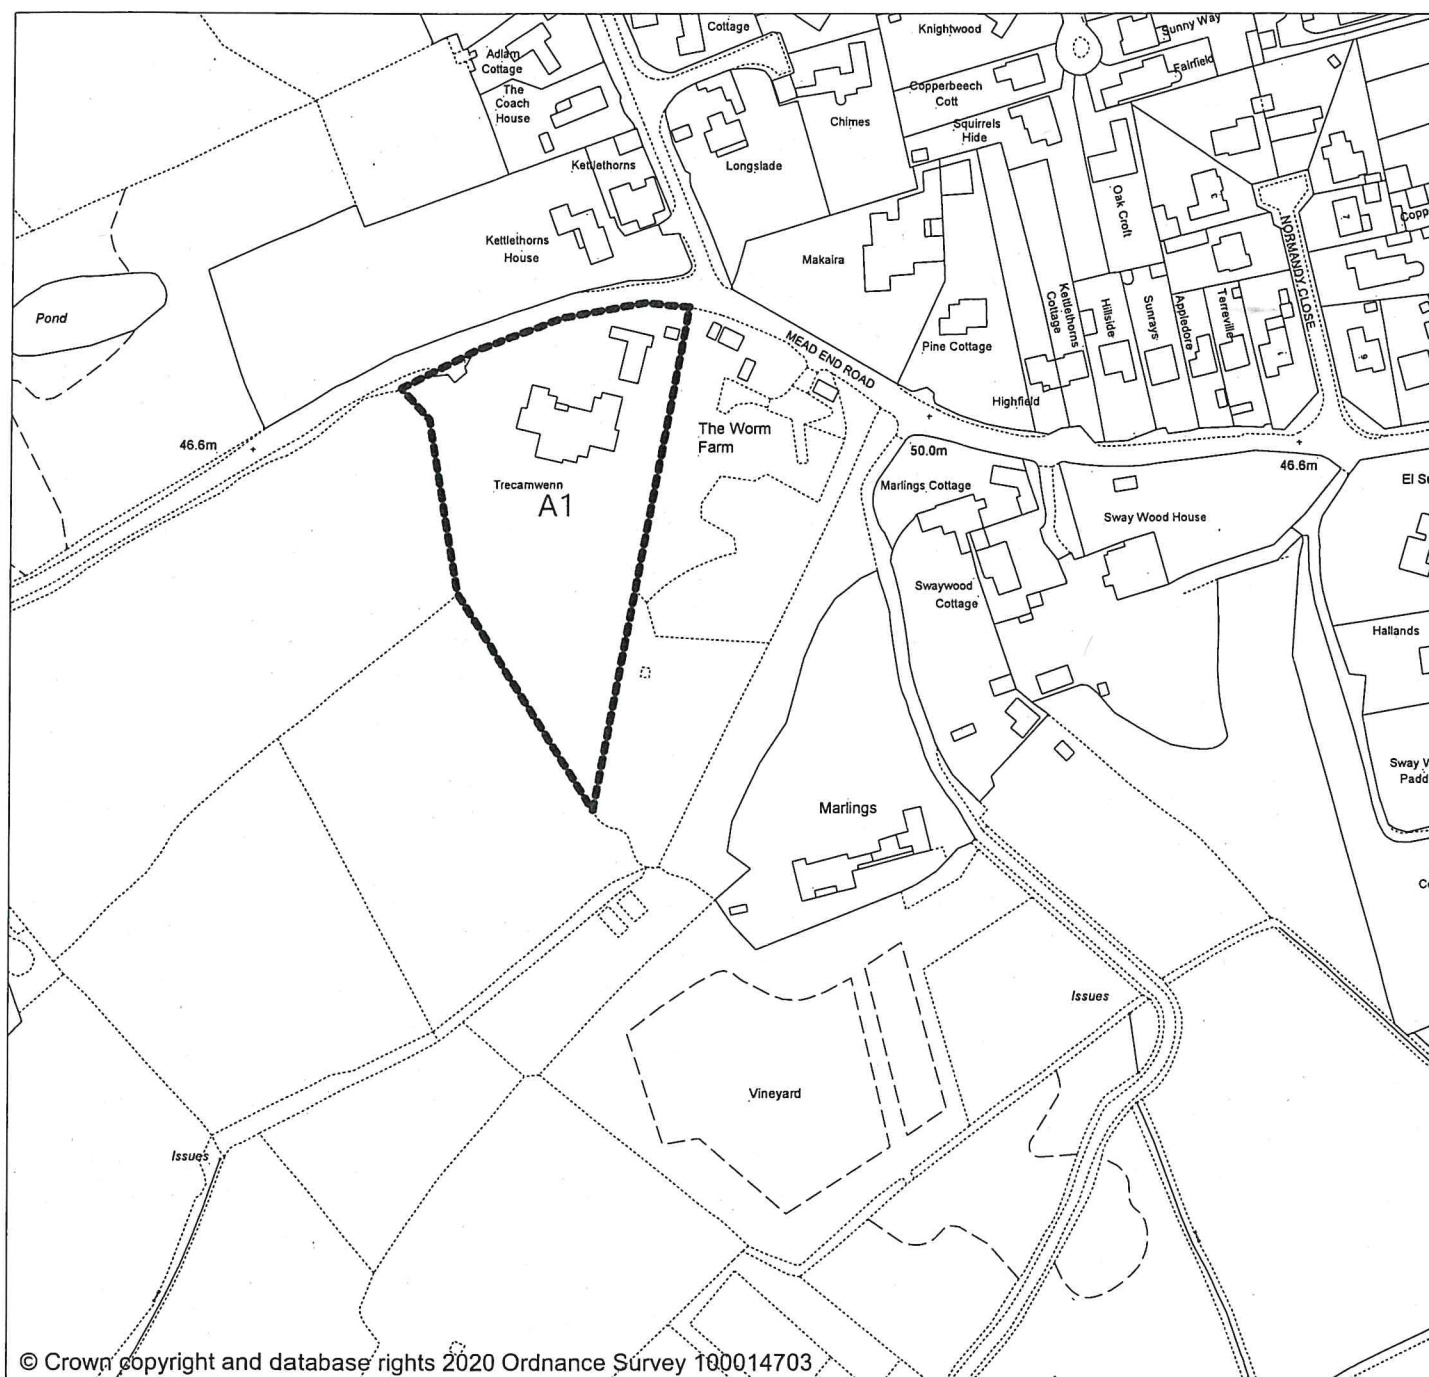 Cottage
Knightwood
Sunny Way
Adlam
Cottage
Fairfield
The
Coach
House
Copperbeech
Cott
Chimes
Squirrels
Hide
Kettlethorns
Longslade
Oak Croft
7
Kettlethorns
House
Makaira
NORMANDY CLOSE
Pond
Kettlethorns
Cottage
Hillside
Sunrays
Appledore
Terreville
MEAD END ROAD
Pine Cottage
9
Highfield
The Worm
Farm
46.6m
50.0m
46.6m
Trecamwenn
A1
Marlings Cottage
Sway Wood House
Swaywood
Cottage
Hallands
Marlings
Issues
Vineyard
Issues
© Crown copyright and database rights 2020 Ordnance Survey 100014703